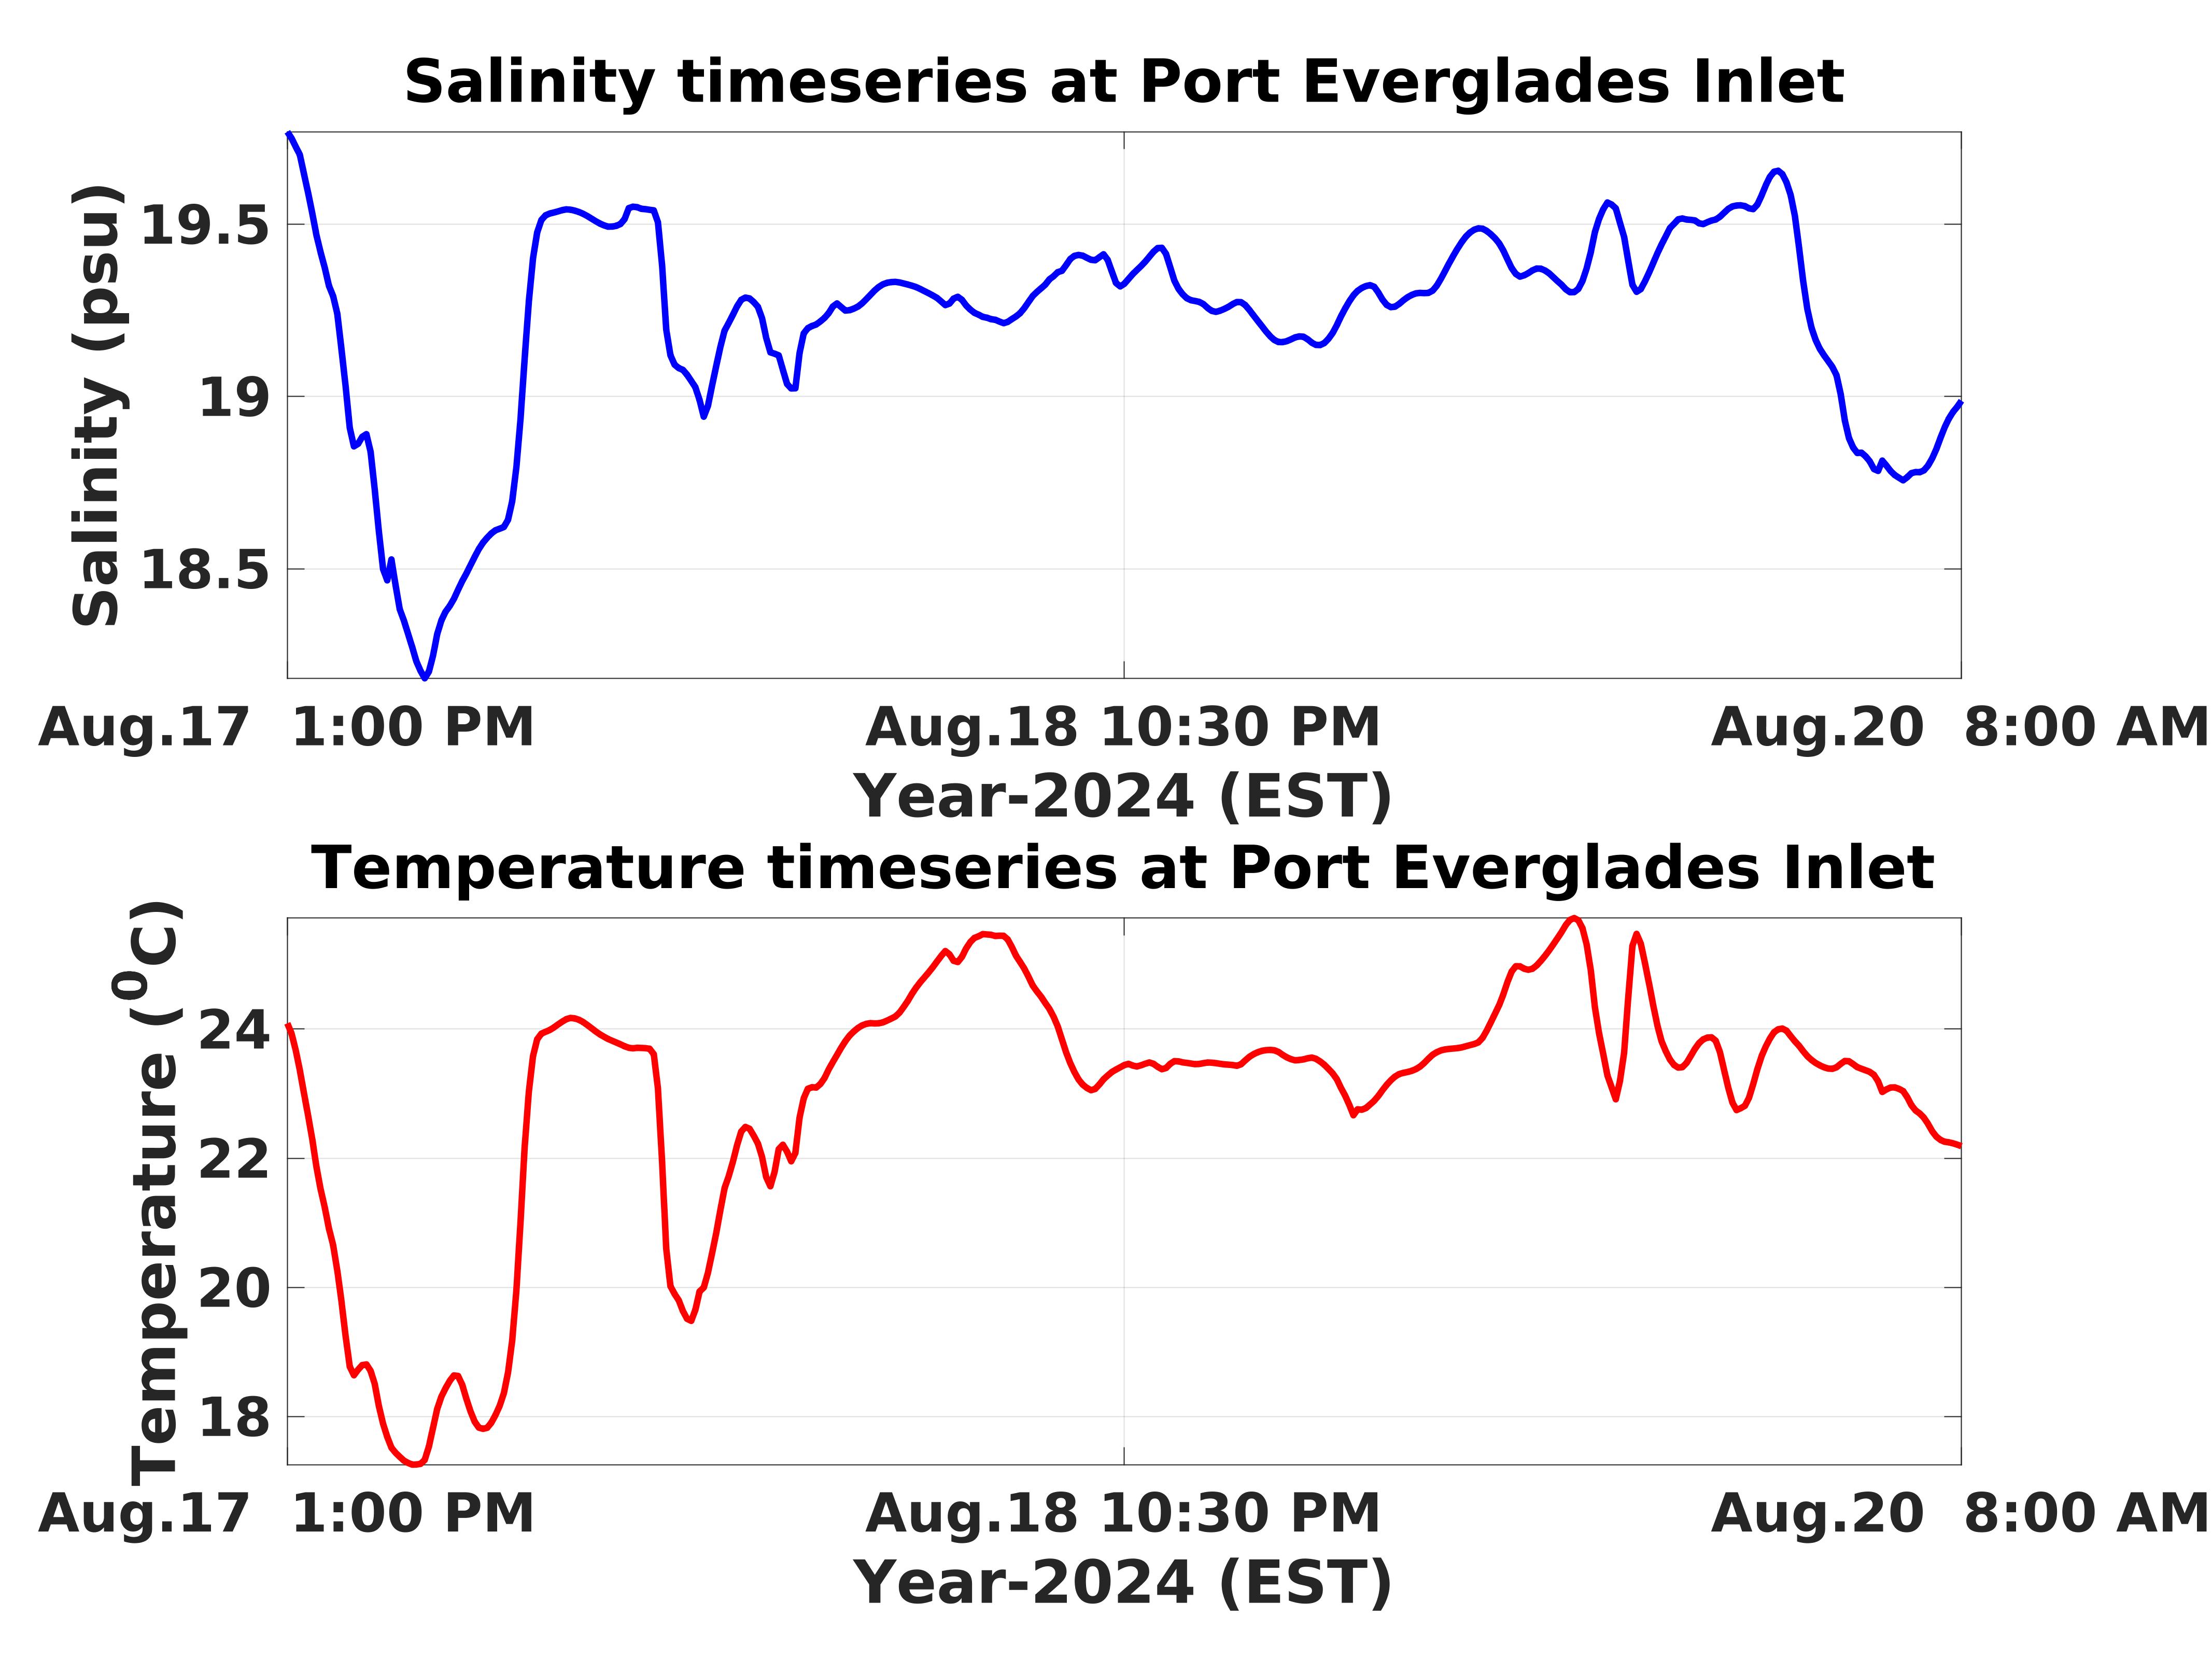 Salinity timeseries at Port Everglades Inlet
Salinity (psu)
19.5
19
18.5
Aug.17  1:00 PM
Aug.18 10:30 PM
Aug.20  8:00 AM
Year-2024 (EST)
Temperature timeseries at Port Everglades Inlet
Temperature (⁰C)
24
22
20
18
Aug.17  1:00 PM
Aug.18 10:30 PM
Aug.20  8:00 AM
Year-2024 (EST)